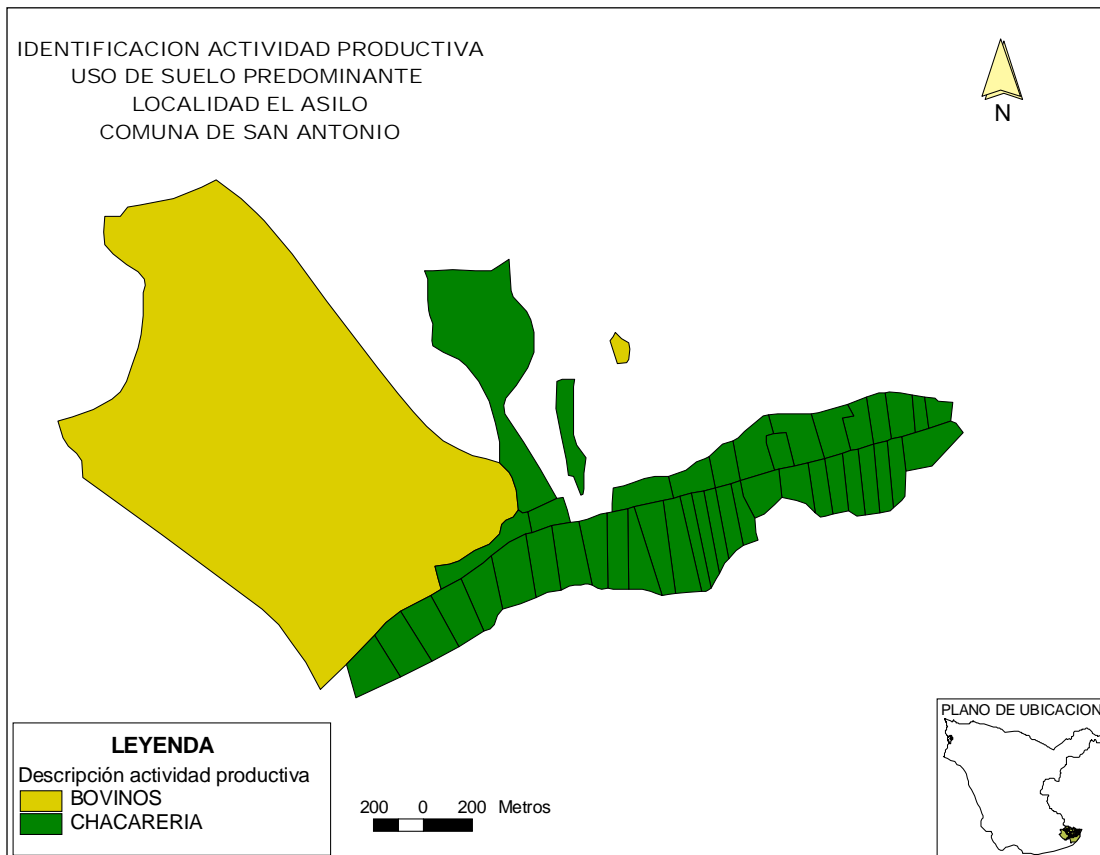 IDENTIFICACION ACTIVIDAD PRODUCTIVA
USO DE SUELO PREDOMINANTE
LOCALIDAD EL ASILO
COMUNA DE SAN ANTONIO
N
LEYENDA
Descripción actividad productiva
BOVINOS
CHACARERIA
200 0 200 Metros
PLANO DE UBICACION